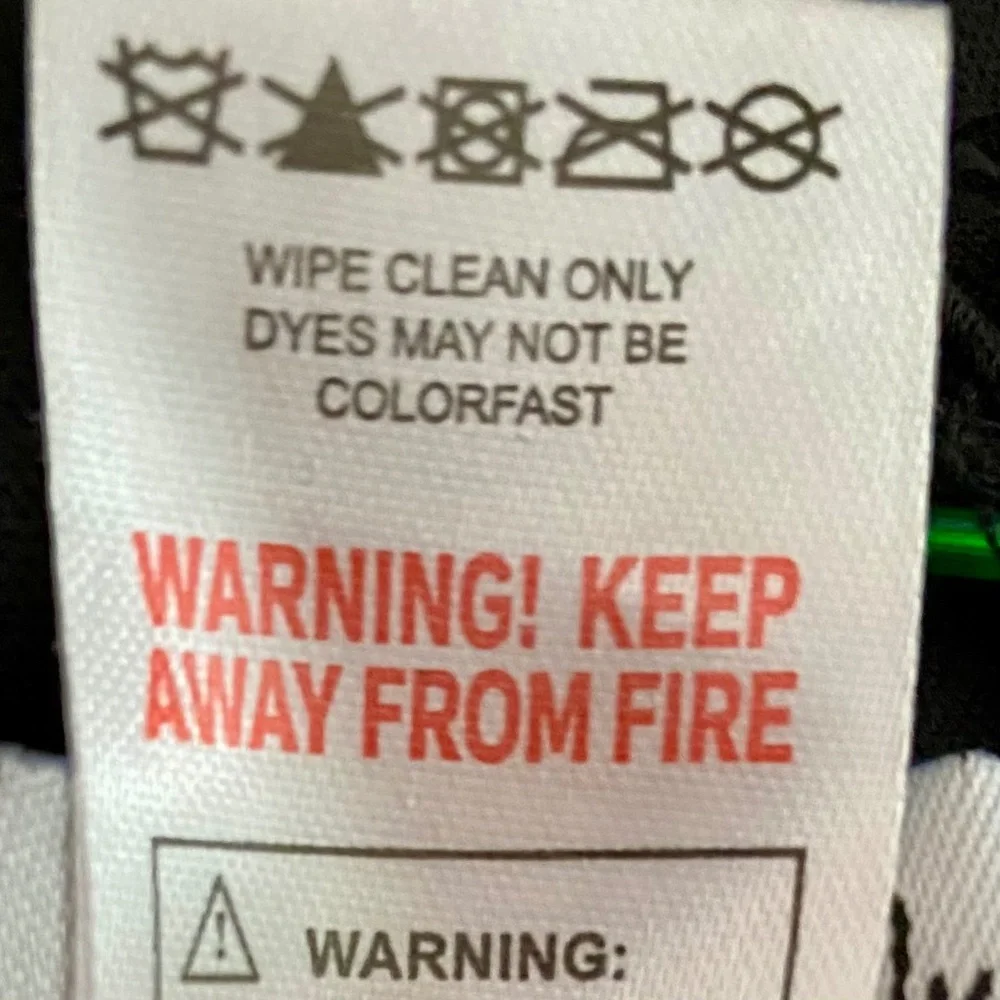 WIPE CLEAN ONLY
DYES MAY NOT BE
COLORFAST
WARNING! KEEP
AWAY FROM FIRE
WARNING: